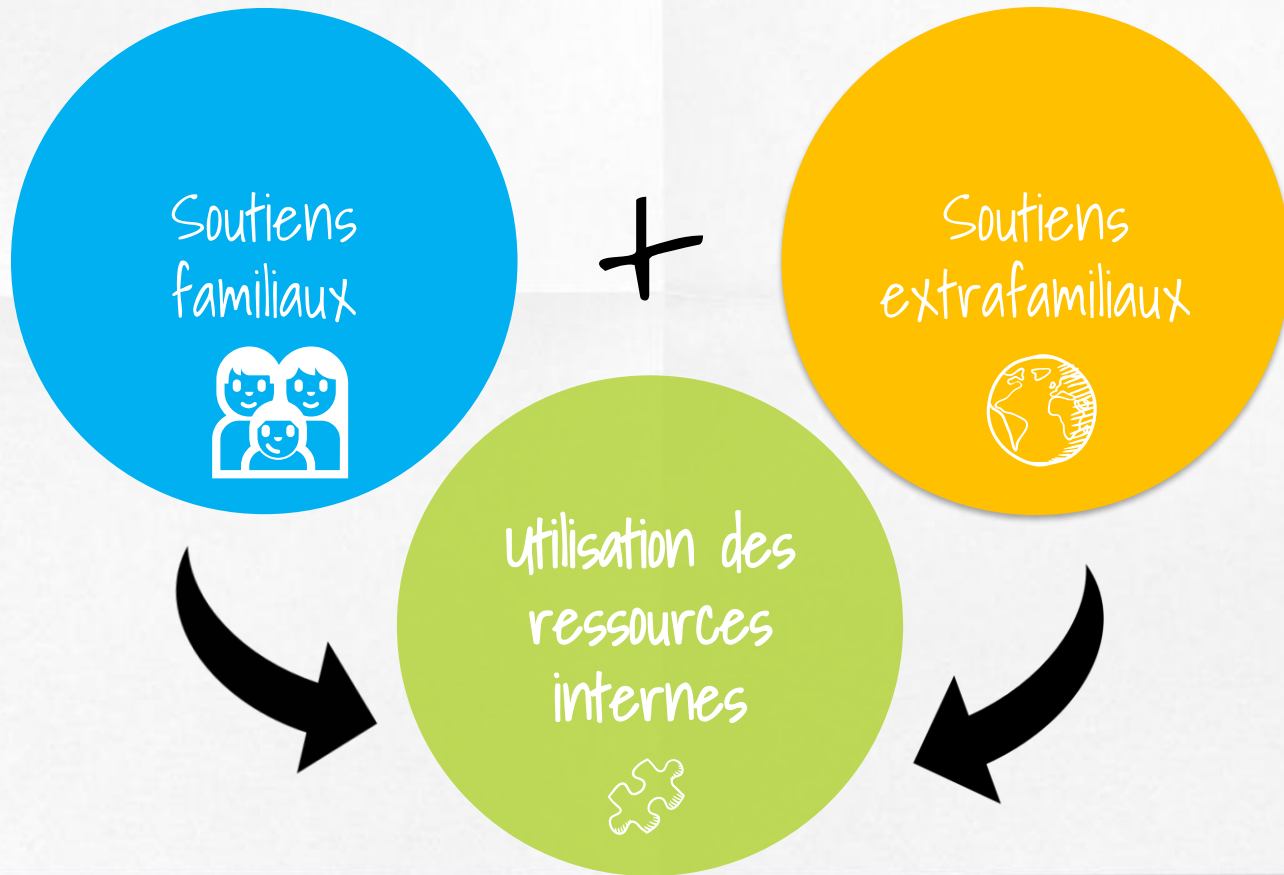 Soutiens
familiaux
+
Soutiens
extrafamiliaux
Utilisation des
ressources
internes